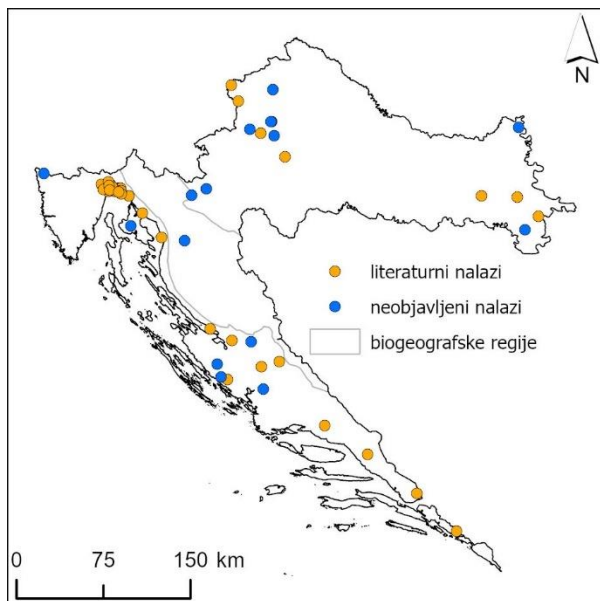 N
literaturni nalazi
neobjavljeni nalazi
biogeografske regije
0 75 150 km